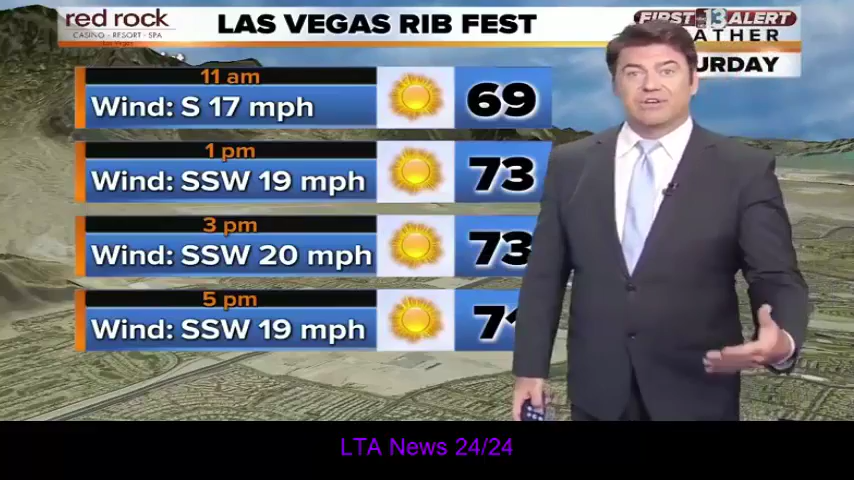 red rock
CASINO • RESORT • SPA
Las Vegas
LAS VEGAS RIB FEST
FIRST 13 ALERT
11 am
Wind: S 17 mph
69
1 pm
Wind: SSW 19 mph
73
3 pm
Wind: SSW 20 mph
73
5 pm
Wind: SSW 19 mph
LTA News 24/24